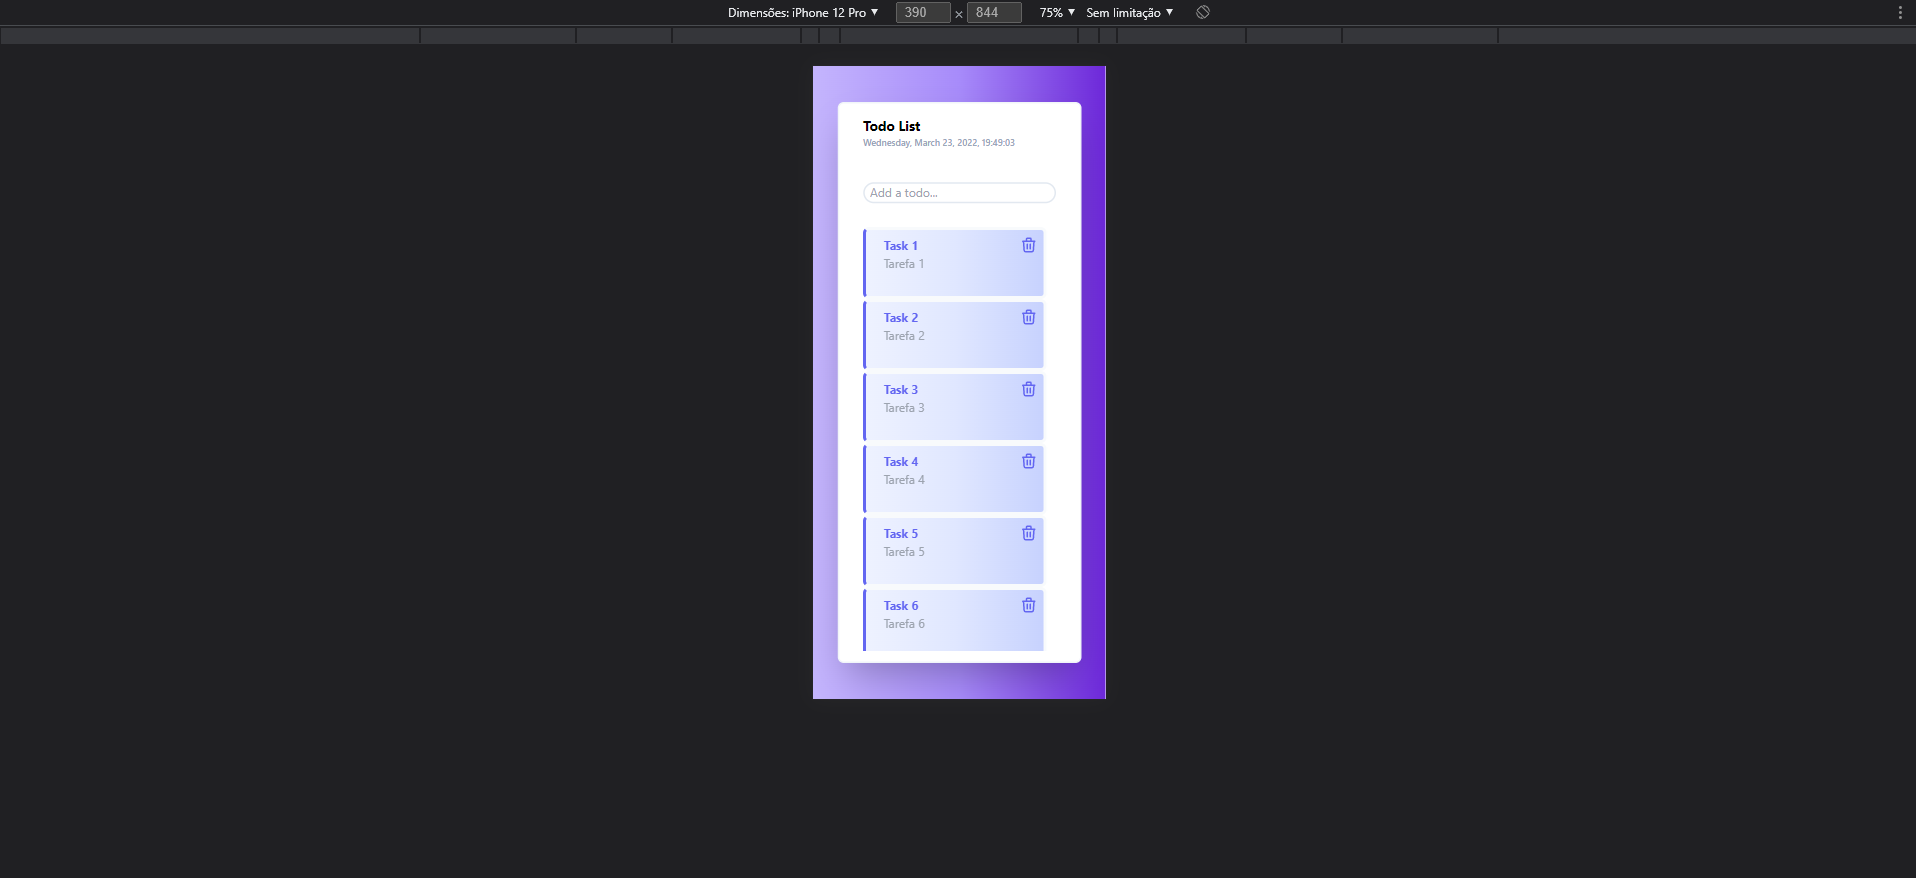 Dimensões: iPhone 12 Pro ▼ 390 × 844 75% ▼ Sem limitação ▼
Todo List
Wednesday, March 23, 2022, 19:49:03
Add a todo...
Task 1
Tarefa 1
Task 2
Tarefa 2
Task 3
Tarefa 3
Task 4
Tarefa 4
Task 5
Tarefa 5
Task 6
Tarefa 6